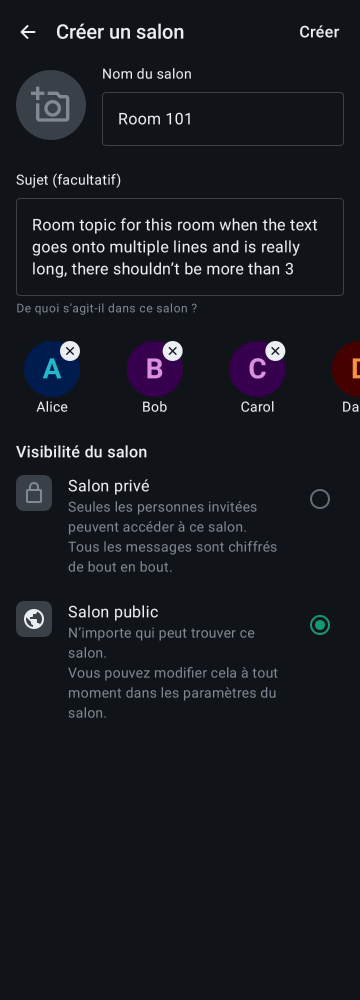 Créer un salon
Créer
Nom du salon
Room 101
Sujet (facultatif)
Room topic for this room when the text
goes onto multiple lines and is really
long, there shouldn’t be more than 3
De quoi s’agit-il dans ce salon ?
A
B
C
Alice
Bob
Carol
Da
Visibilité du salon
Salon privé
Seules les personnes invitées
peuvent accéder à ce salon.
Tous les messages sont chiffrés
de bout en bout.
Salon public
N’importe qui peut trouver ce
salon.
Vous pouvez modifier cela à tout
moment dans les paramètres du
salon.